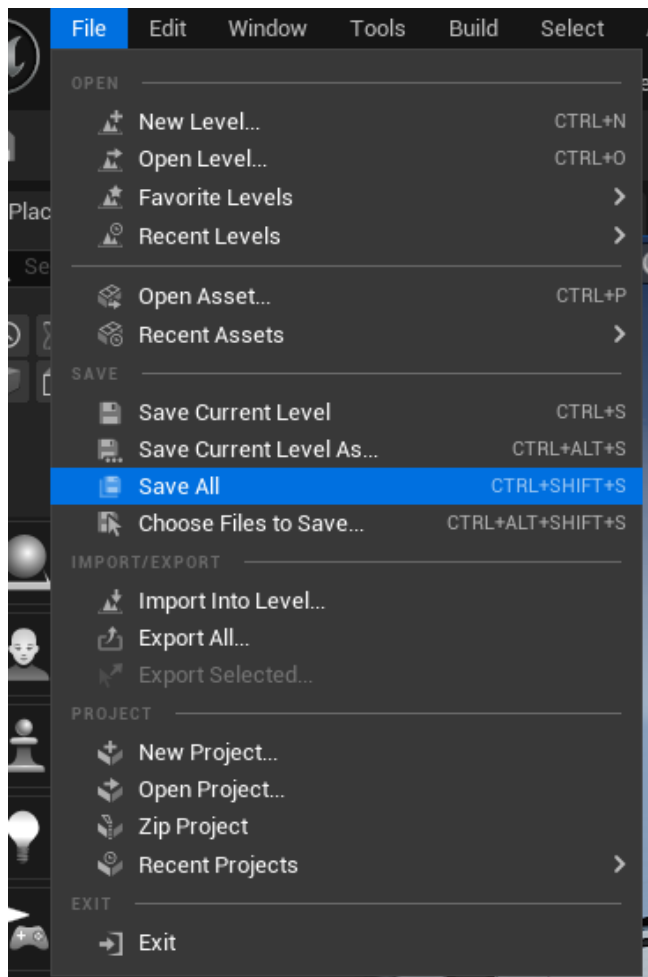 File Edit Window Tools Build Select
OPEN
New Level... CTRL+N
Open Level... CTRL+O
Plac
Favorite Levels
Recent Levels
Se
Open Asset... CTRL+P
Recent Assets
SAVE
Save Current Level CTRL+S
Save Current Level As... CTRL+ALT+S
Save All CTRL+SHIFT+S
Choose Files to Save... CTRL+ALT+SHIFT+S
IMPORT/EXPORT
Import Into Level...
Export All...
Export Selected...
PROJECT
New Project...
Open Project...
Zip Project
Recent Projects
EXIT
Exit